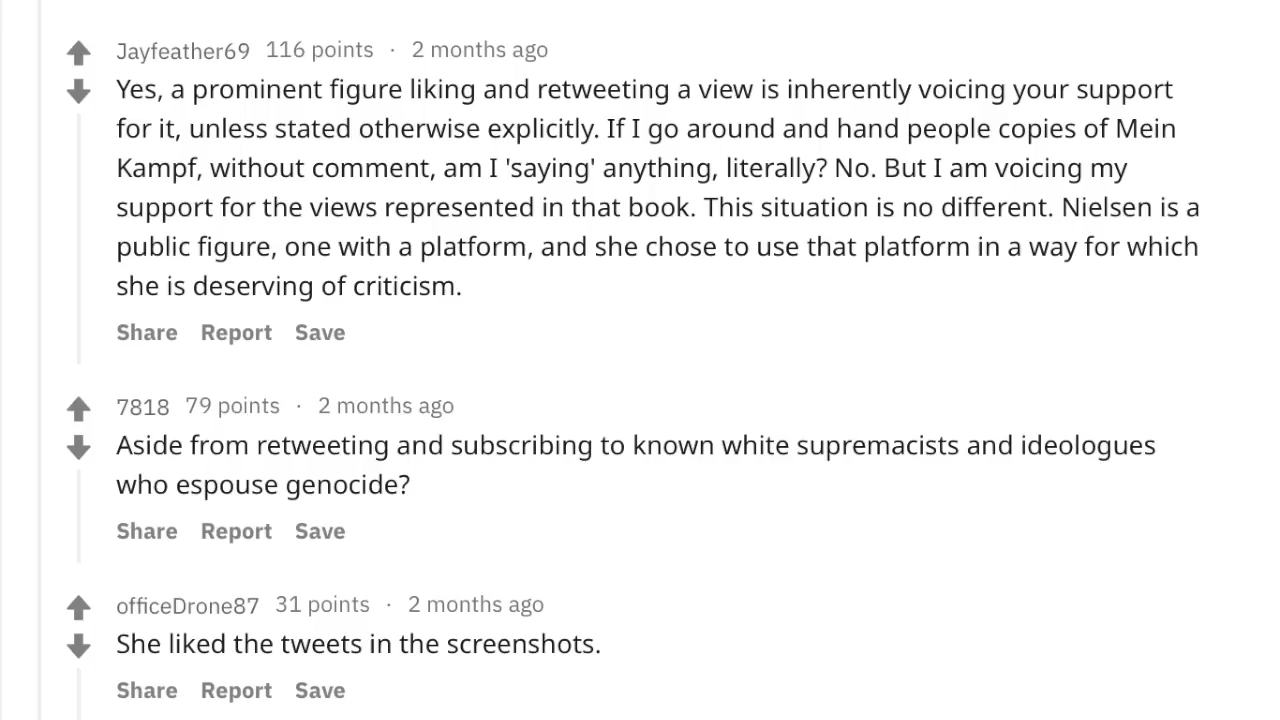 Jayfeather69 116 points · 2 months ago
Yes, a prominent figure liking and retweeting a view is inherently voicing your support
for it, unless stated otherwise explicitly. If I go around and hand people copies of Mein
Kampf, without comment, am I 'saying' anything, literally? No. But I am voicing my
support for the views represented in that book. This situation is no different. Nielsen is a
public figure, one with a platform, and she chose to use that platform in a way for which
she is deserving of criticism.
Share Report Save
7818 79 points · 2 months ago
Aside from retweeting and subscribing to known white supremacists and ideologues
who espouse genocide?
Share Report Save
officeDrone87 31 points · 2 months ago
She liked the tweets in the screenshots.
Share Report Save